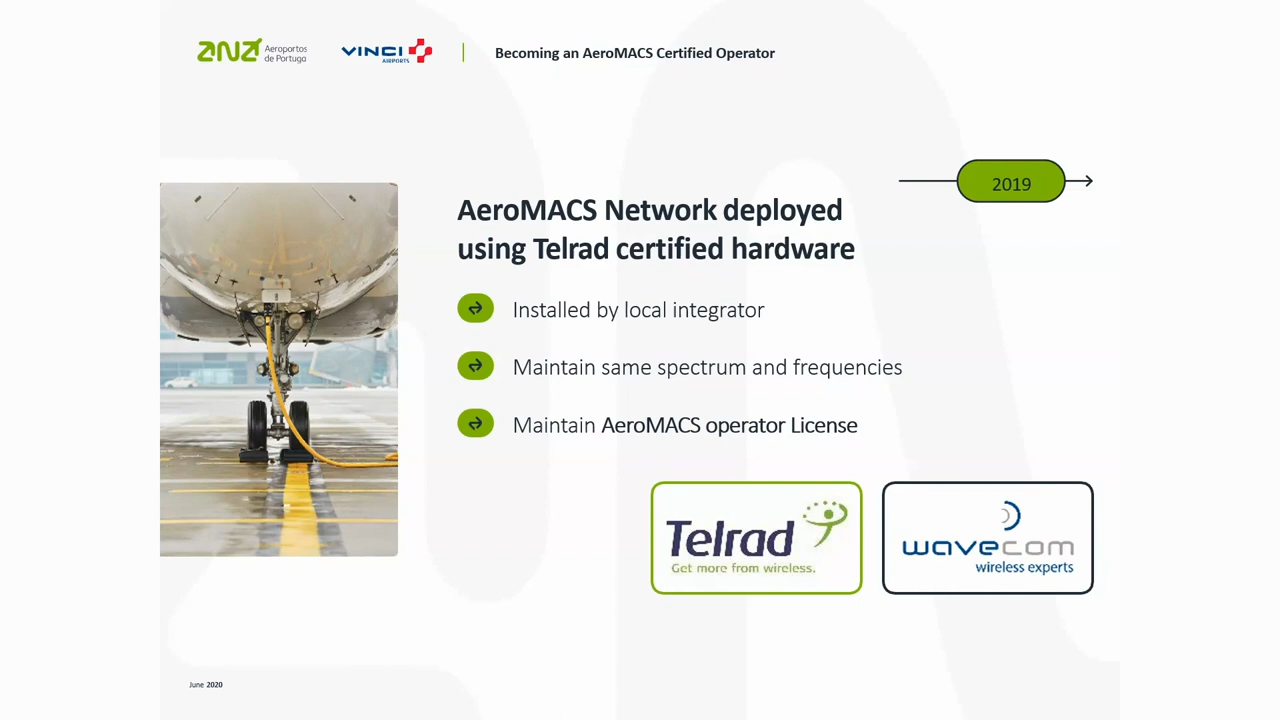 ANA Aeroportos
de Portugal
VINCI
AIRPORTS
Becoming an AeroMACS Certified Operator
2019
AeroMACS Network deployed
using Telrad certified hardware
Installed by local integrator
Maintain same spectrum and frequencies
Maintain AeroMACS operator License
Telrad
Get more from wireless.
wavecom
wireless experts
June 2020